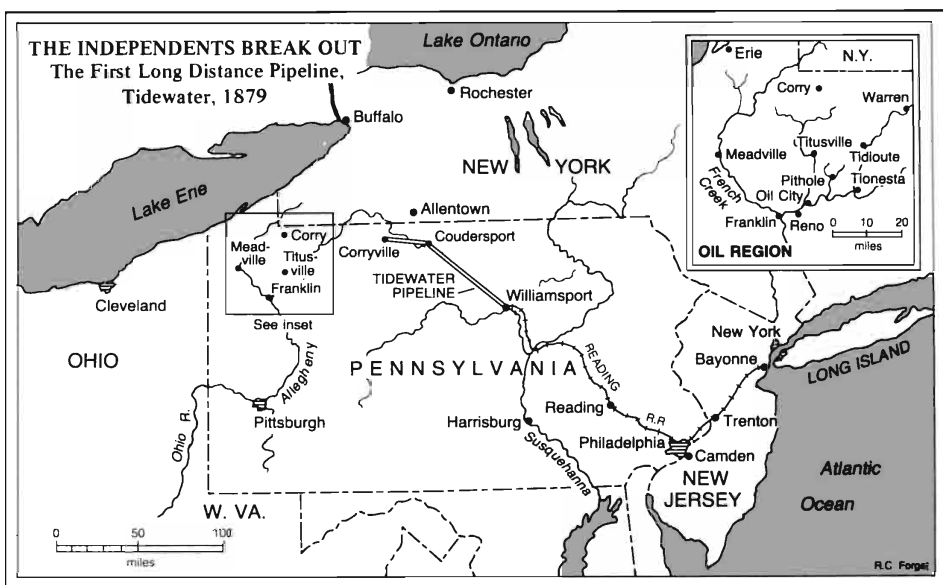 THE INDEPENDENTS BREAK OUT
The First Long Distance Pipeline,
Tidewater, 1879
Lake Ontario
Rochester
Buffalo
NEW YORK
Lake Erie
Allentown
Corry
Coudersport
Mead-
ville
Titus-
ville
Corryville
Franklin
TIDEWATER
PIPELINE
Williamsport
Cleveland
See inset
OHIO
PENNSYLVANIA
Allegheny
READING
R.R
New York
Bayonne
LONG ISLAND
Ohio R.
Pittsburgh
Harrisburg
Reading
Trenton
Susquehanna
Philadelphia
Camden
NEW
JERSEY
Atlantic
Ocean
W. VA.
0 50 100
miles
R.C Forget
Erie
N.Y.
Corry
Warren
Meadville
Titusville
Tidioute
French
Creek
Pithole
Tionesta
Oil City
Franklin
Reno
0 10 20
miles
OIL REGION